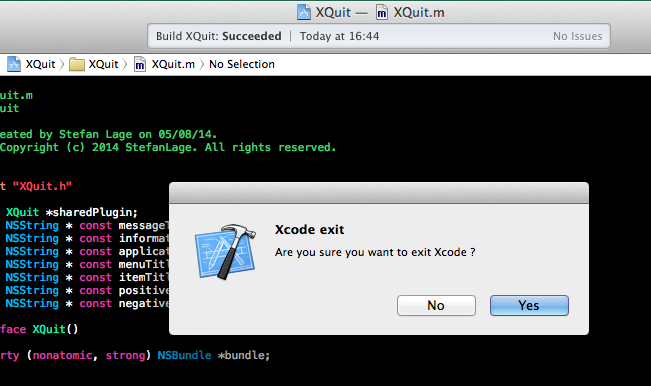 XQuit — XQuit.m
Build XQuit: Succeeded | Today at 16:44 No Issues
XQuit XQuit XQuit.m No Selection
uit.m
uit
eated by Stefan Lage on 05/08/14.
Copyright (c) 2014 StefanLage. All rights reserved.
t "XQuit.h"
XQuit *sharedPlugin;
NSString * const messageT
NSString * const informat
NSString * const applicat
NSString * const menuTitl
NSString * const itemTitl
NSString * const positive
NSString * const negative
Xcode exit
Are you sure you want to exit Xcode ?
No Yes
face XQuit()
rty (nonatomic, strong) NSBundle *bundle;